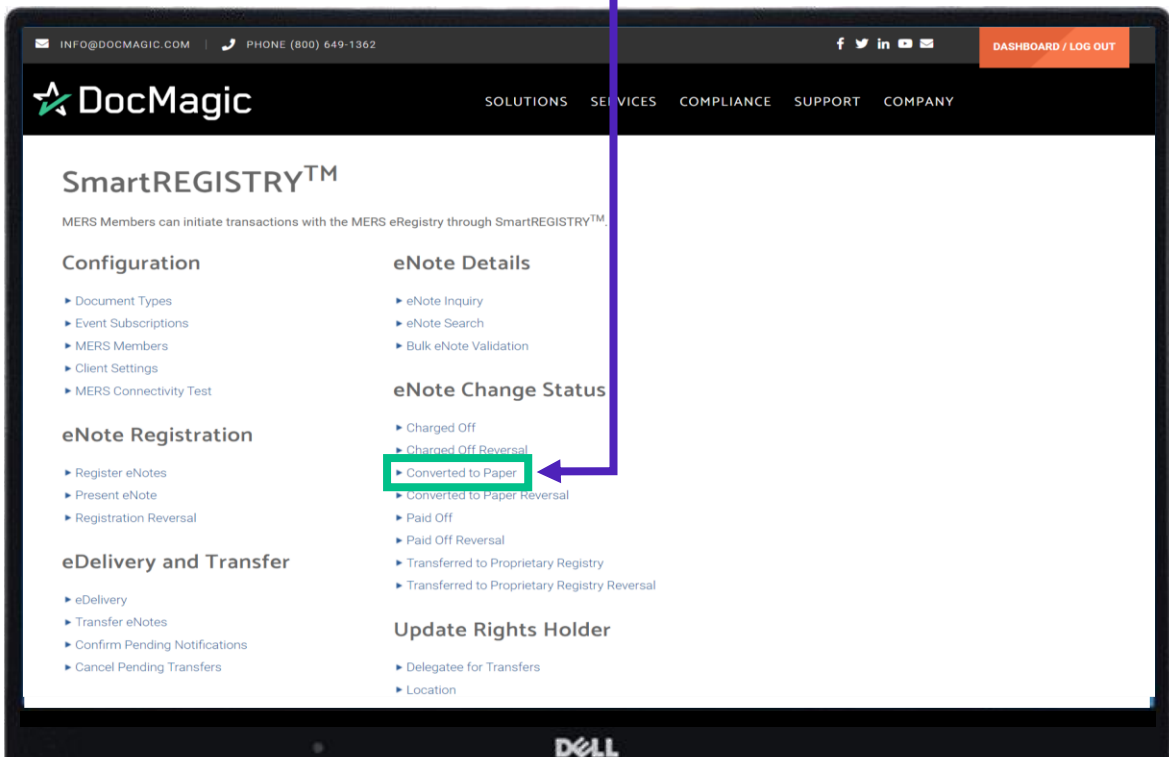 INFO@DOCMAGIC.COM | PHONE (800) 649-1362
DASHBOARD / LOG OUT
DocMagic
SOLUTIONS SERVICES COMPLIANCE SUPPORT COMPANY
SmartREGISTRY™
MERS Members can initiate transactions with the MERS eRegistry through SmartREGISTRY™.
Configuration
Document Types
Event Subscriptions
MERS Members
Client Settings
MERS Connectivity Test
eNote Registration
Register eNotes
Present eNote
Registration Reversal
eDelivery and Transfer
eDelivery
Transfer eNotes
Confirm Pending Notifications
Cancel Pending Transfers
eNote Details
eNote Inquiry
eNote Search
Bulk eNote Validation
eNote Change Status
Charged Off
Charged Off Reversal
Converted to Paper
Converted to Paper Reversal
Paid Off
Paid Off Reversal
Transferred to Proprietary Registry
Transferred to Proprietary Registry Reversal
Update Rights Holder
Delegatee for Transfers
Location
DELL